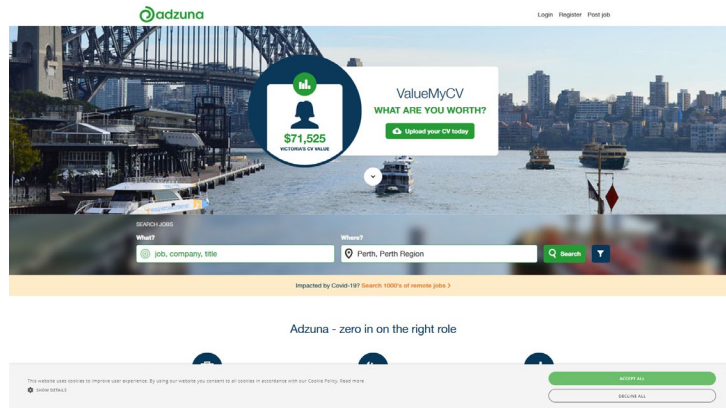 adzuna
Login Register Post job
ValueMyCV
WHAT ARE YOU WORTH?
Upload your CV today
$71,525
VICTORIA'S CV VALUE
SEARCH JOBS
What?
Where?
job, company, title
Perth, Perth Region
Search
Impacted by Covid-19? Search 1000's of remote jobs >
Adzuna - zero in on the right role
This website uses cookies to improve user experience. By using our website you consent to all cookies in accordance with our Cookie Policy. Read more
SHOW DETAILS
ACCEPT ALL
DECLINE ALL